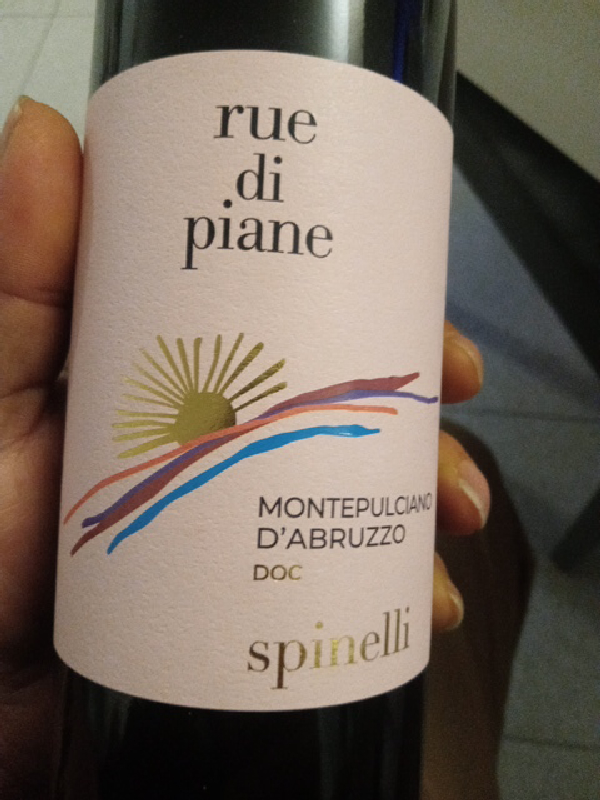 rue
di
piane
MONTEPULCIANO
D'ABRUZZO
DOC
spinelli